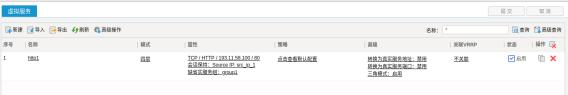 虚拟服务
提 交 取 消
新建 导入 导出 刷新 高级操作 名称: * 查询 高级查询
序号 名称 模式 属性 策略 高级 关联VRRP 状态 操作
1 http1 四层 TCP / HTTP / 193.11.58.100 / 80 点击查看默认配置 转换为真实服务地址: 禁用 不关联 启用
会话保持: Source IP: src_ip_1 转换为真实服务端口: 禁用
缺省实服务组: group1 三角模式: 启用